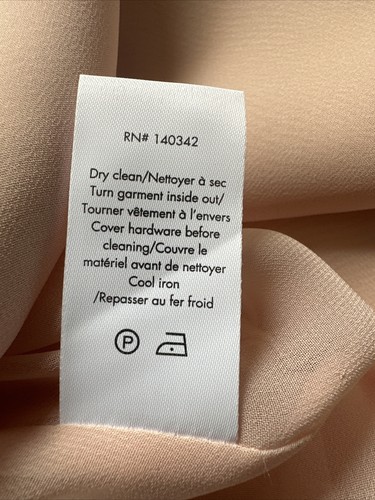 RN# 140342
Dry clean/Nettoyer à sec
Turn garment inside out/
Tourner vêtement à l'envers
Cover hardware before
cleaning/Couvre le
matériel avant de nettoyer
Cool iron
/Repasser au fer froid
P